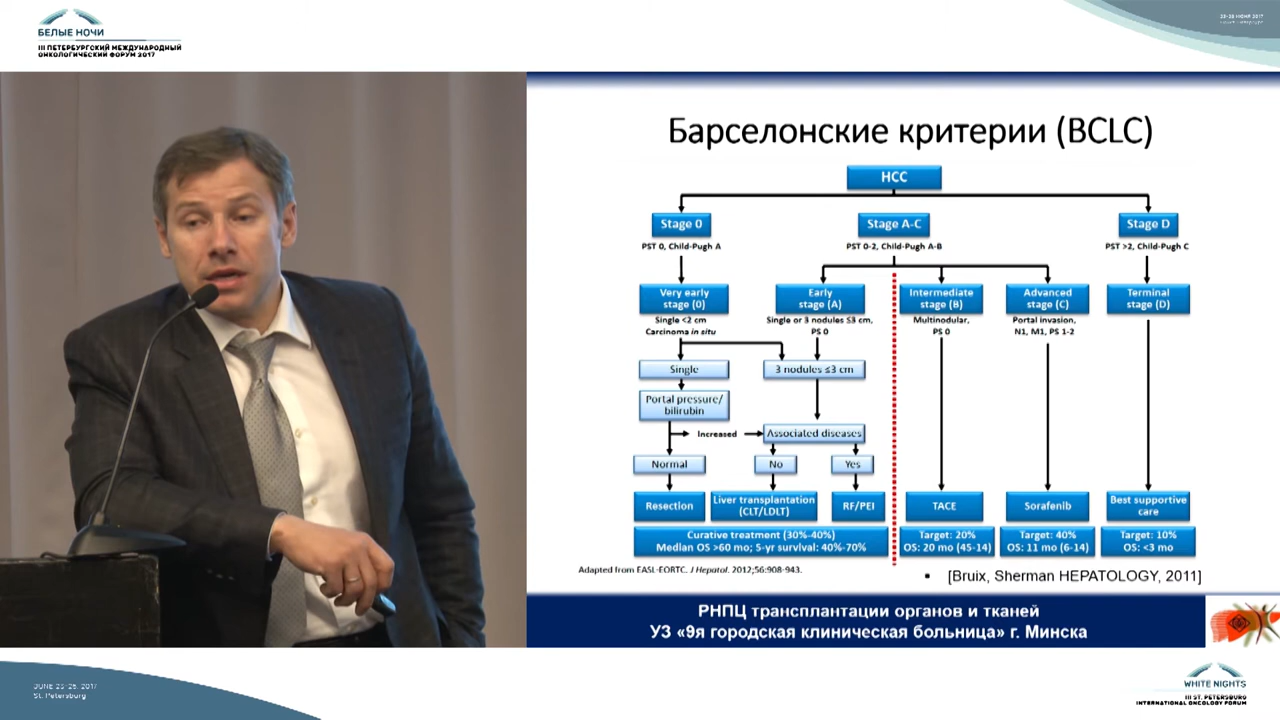 БЕЛЫЕ НОЧИ
III ПЕТЕРБУРГСКИЙ МЕЖДУНАРОДНЫЙ
ОНКОЛОГИЧЕСКИЙ ФОРУМ 2017
23-26 ИЮНЯ 2017
Барселонские критерии (BCLC)
HCC
Stage 0
Stage A-C
Stage D
PST 0, Child-Pugh A
PST 0-2, Child-Pugh A-B
PST >2, Child-Pugh C
Very early
stage (0)
Early
stage (A)
Intermediate
stage (B)
Advanced
stage (C)
Terminal
stage (D)
Single <2 cm
Carcinoma in situ
Single or 3 nodules ≤3 cm,
PS 0
Multinodular,
PS 0
Portal invasion,
N1, M1, PS 1-2
Single
3 nodules ≤3 cm
Portal pressure/
bilirubin
Increased
Associated diseases
Normal
No
Yes
Resection
Liver transplantation
(CLT/LDLT)
RF/PEI
TACE
Sorafenib
Best supportive
care
Curative treatment (30%-40%)
Median OS >60 mo; 5-yr survival: 40%-70%
Target: 20%
OS: 20 mo (45-14)
Target: 40%
OS: 11 mo (6-14)
Target: 10%
OS: <3 mo
Adapted from EASL-EORTC. J Hepatol. 2012;56:908-943.
▪ [Bruix, Sherman HEPATOLOGY, 2011]
РНПЦ трансплантации органов и тканей
УЗ «9я городская клиническая больница» г. Минска
JUNE 23-26, 2017
St. Petersburg
WHITE NIGHTS
III ST. PETERSBURG
INTERNATIONAL ONCOLOGY FORUM